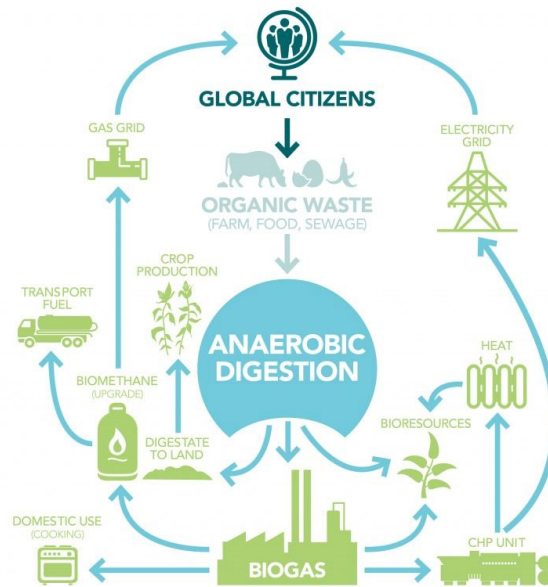 GLOBAL CITIZENS
GAS GRID
ELECTRICITY
GRID
ORGANIC WASTE
(FARM, FOOD, SEWAGE)
CROP
PRODUCTION
TRANSPORT
FUEL
ANAEROBIC
DIGESTION
HEAT
BIOMETHANE
(UPGRADE)
DIGESTATE
TO LAND
BIORESOURCES
DOMESTIC USE
(COOKING)
BIOGAS
CHP UNIT